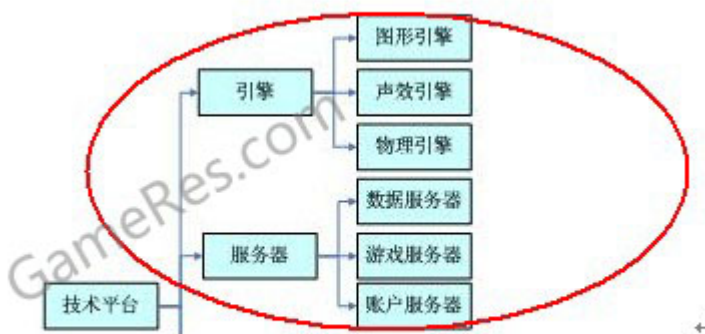 图形引擎
引擎
声效引擎
物理引擎
数据服务器
服务器
游戏服务器
技术平台
账户服务器
GameRes.com